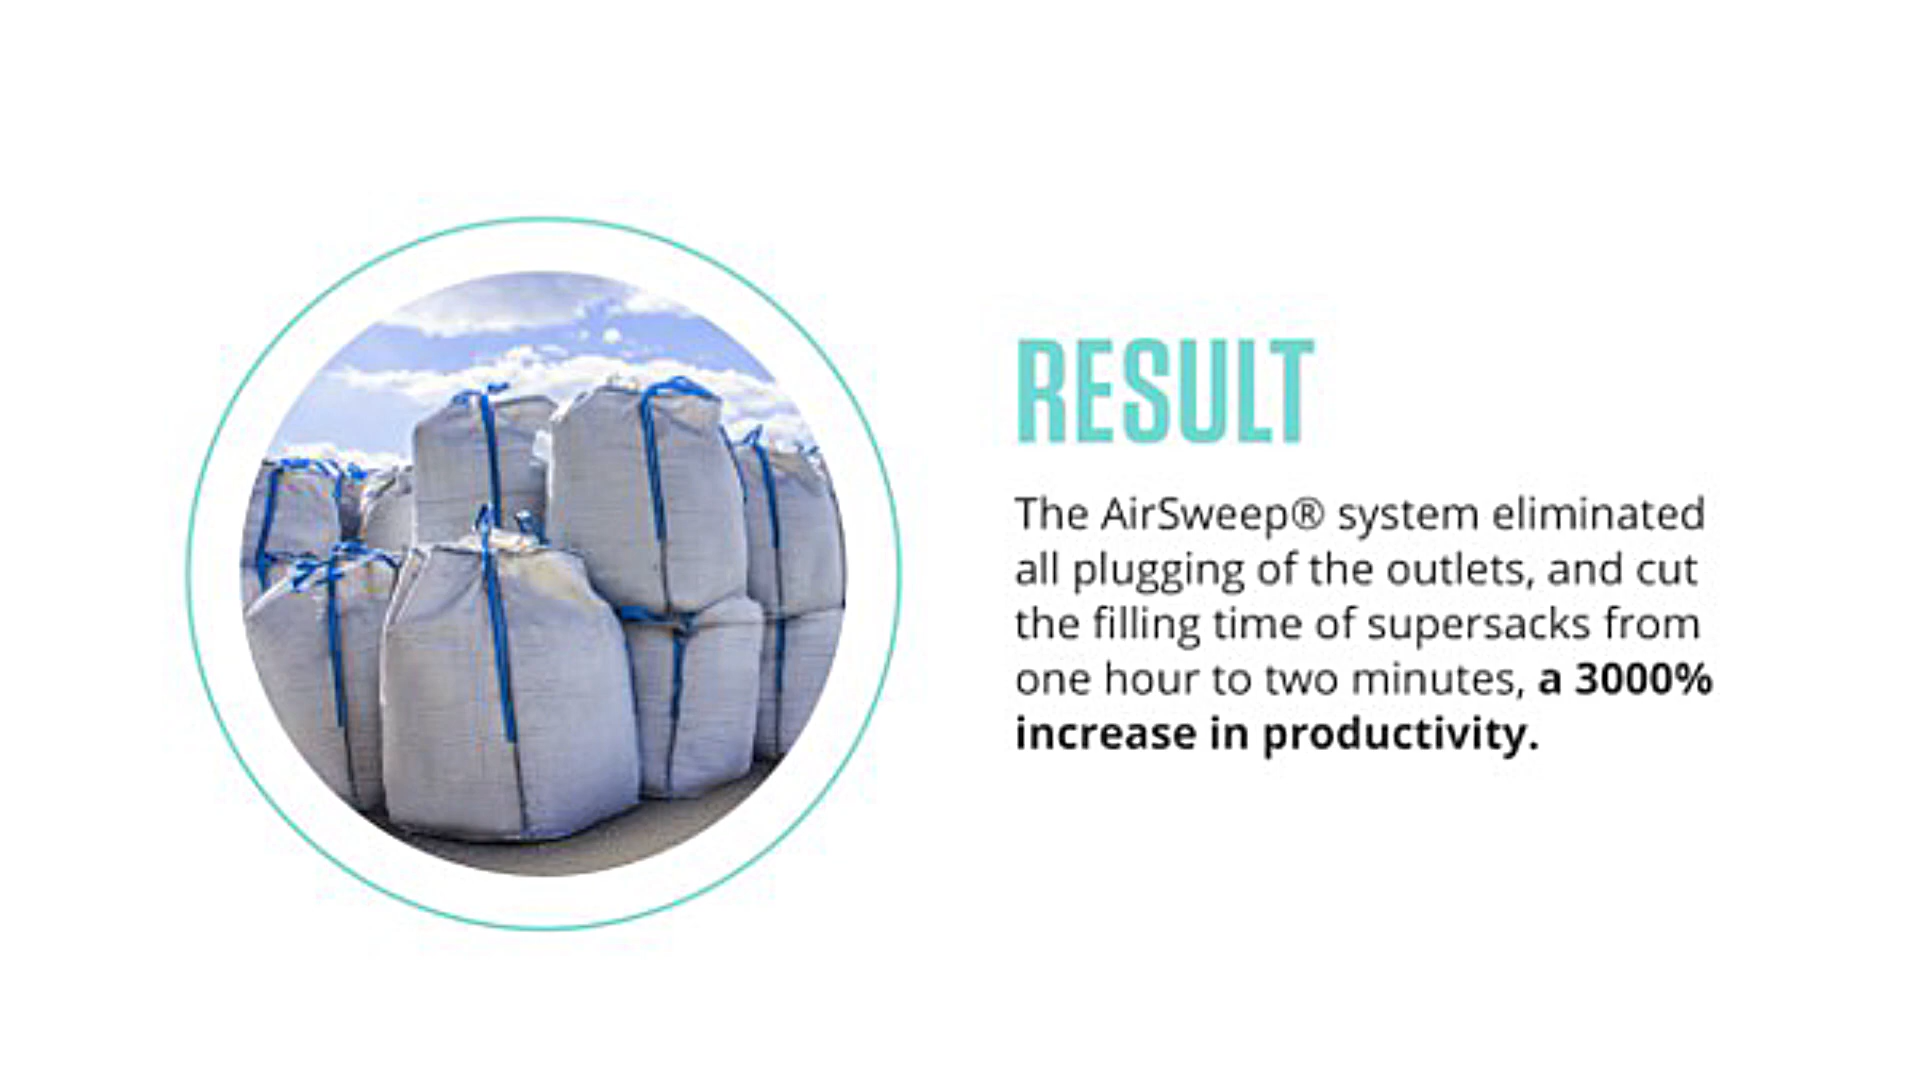 RESULT
The AirSweep® system eliminated
all plugging of the outlets, and cut
the filling time of supersacks from
one hour to two minutes, a 3000%
increase in productivity.